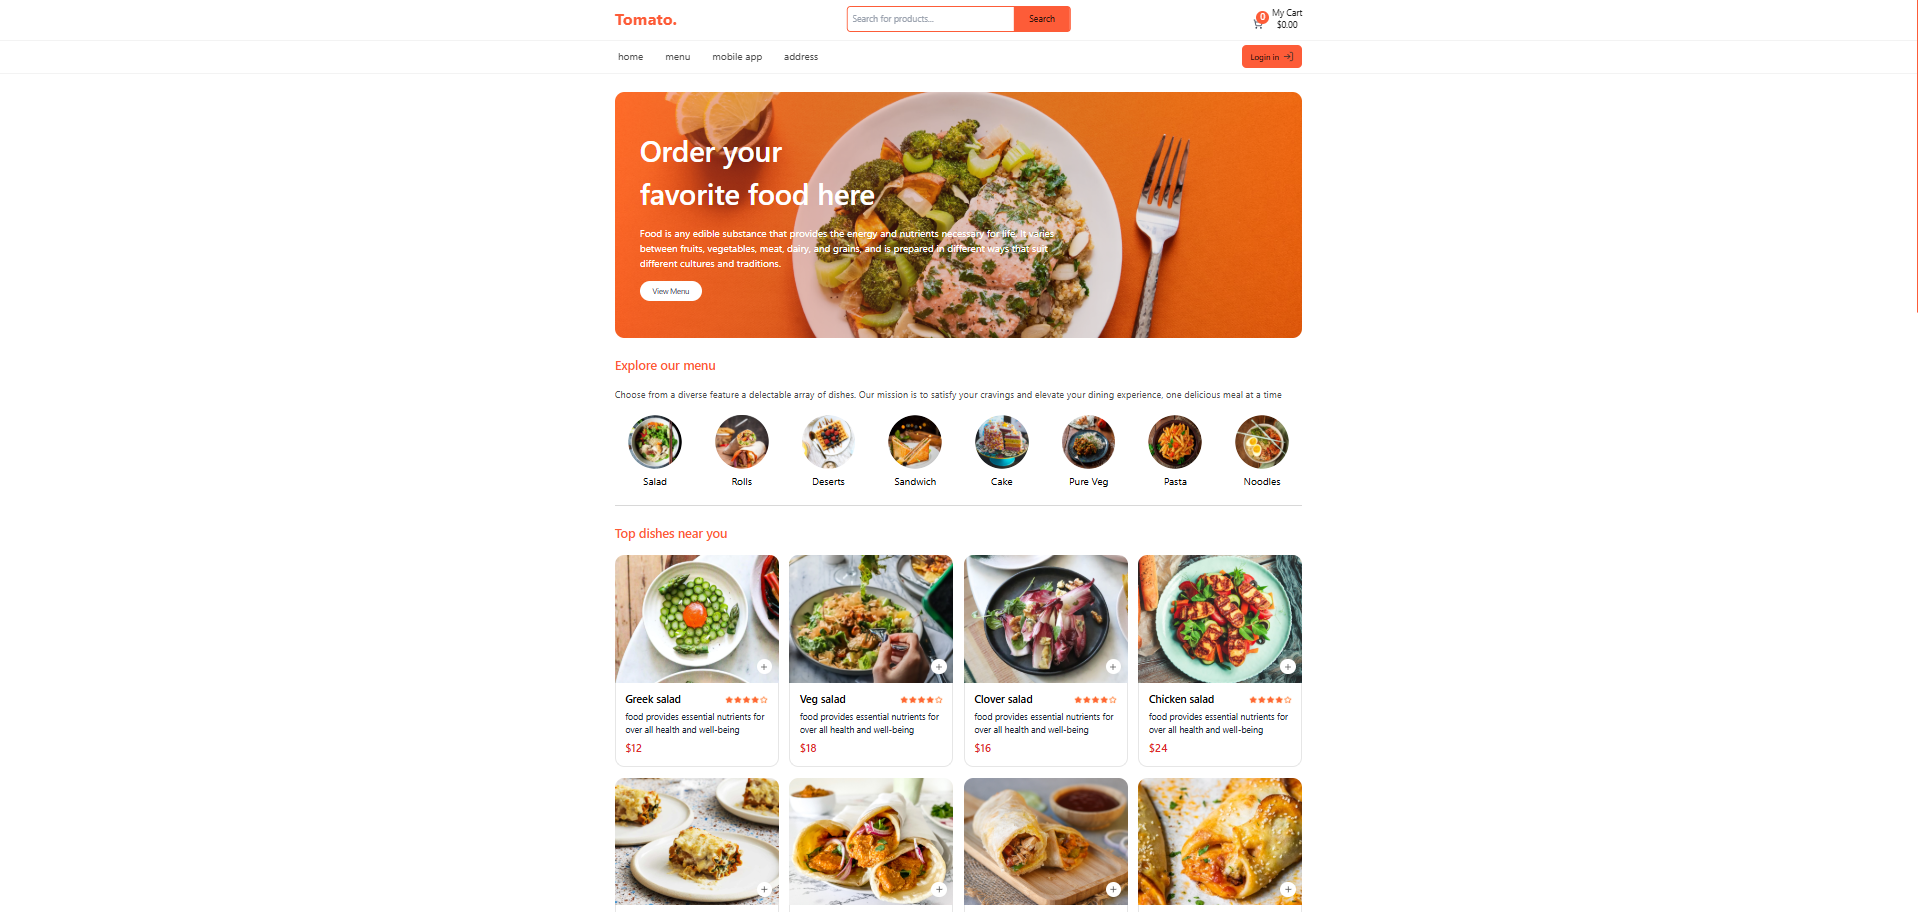 Tomato.
Search for products...
Search
0
My Cart
$0.00
home
menu
mobile app
address
Login in
Order your
favorite food here
Food is any edible substance that provides the energy and nutrients necessary for life. It varies
between fruits, vegetables, meat, dairy, and grains, and is prepared in different ways that suit
different cultures and traditions.
View Menu
Explore our menu
Choose from a diverse feature a delectable array of dishes. Our mission is to satisfy your cravings and elevate your dining experience, one delicious meal at a time
Salad
Rolls
Deserts
Sandwich
Cake
Pure Veg
Pasta
Noodles
Top dishes near you
Greek salad
food provides essential nutrients for
over all health and well-being
$12
Veg salad
food provides essential nutrients for
over all health and well-being
$18
Clover salad
food provides essential nutrients for
over all health and well-being
$16
Chicken salad
food provides essential nutrients for
over all health and well-being
$24